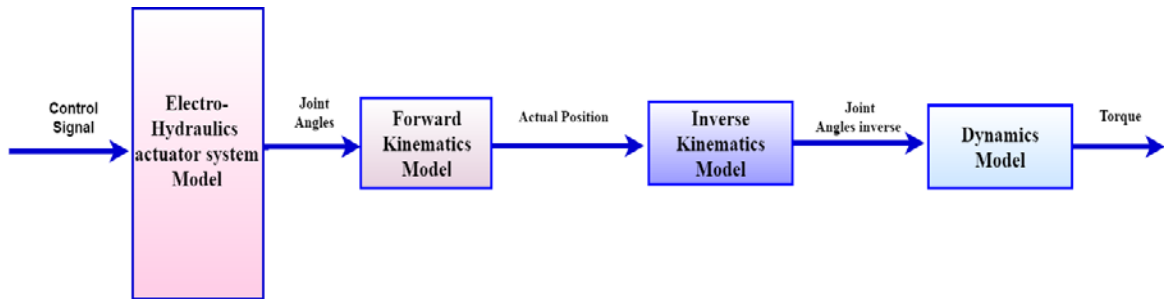 Control
Signal
Electro-
Hydraulics
actuator system
Model
Joint
Angles
Forward
Kinematics
Model
Actual Position
Inverse
Kinematics
Model
Joint
Angles inverse
Dynamics
Model
Torque